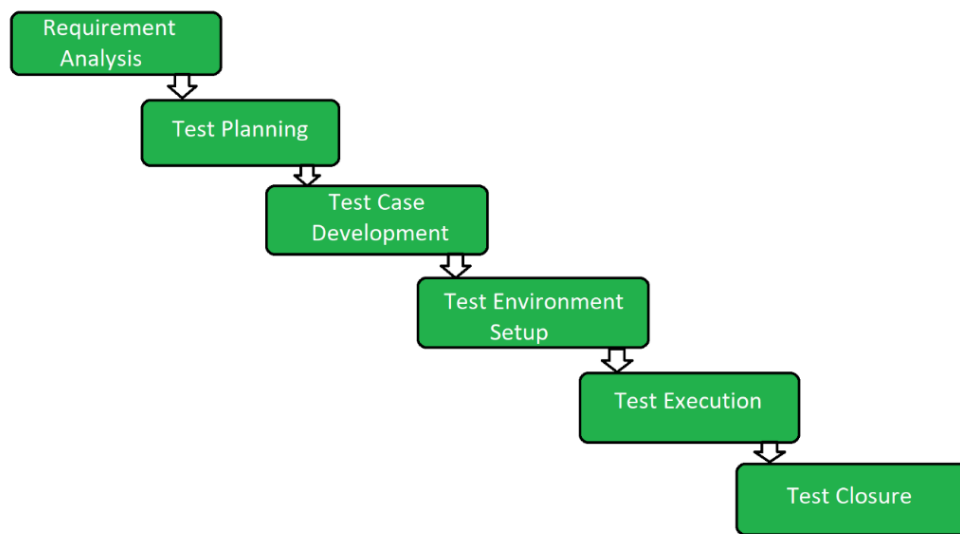 Requirement
Analysis
Test Planning
Test Case
Development
Test Environment
Setup
Test Execution
Test Closure